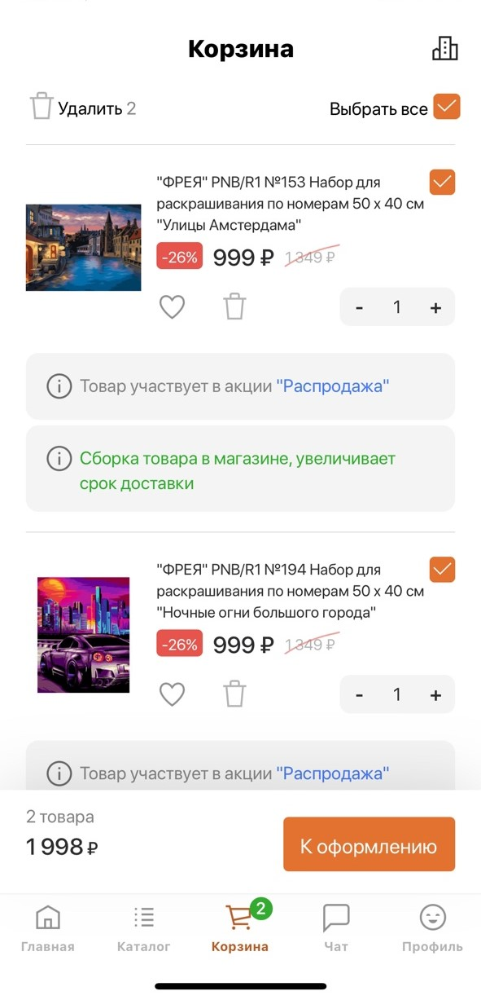 Корзина
Удалить 2
Выбрать все
"ФРЕЯ" PNB/R1 №153 Набор для
раскрашивания по номерам 50 х 40 см
"Улицы Амстердама"
-26% 999 ₽ 1 349 ₽
- 1 +
Товар участвует в акции "Распродажа"
Сборка товара в магазине, увеличивает
срок доставки
"ФРЕЯ" PNB/R1 №194 Набор для
раскрашивания по номерам 50 х 40 см
"Ночные огни большого города"
-26% 999 ₽ 1 349 ₽
- 1 +
Товар участвует в акции "Распродажа"
2 товара
1 998 ₽
К оформлению
2
Главная
Каталог
Корзина
Чат
Профиль